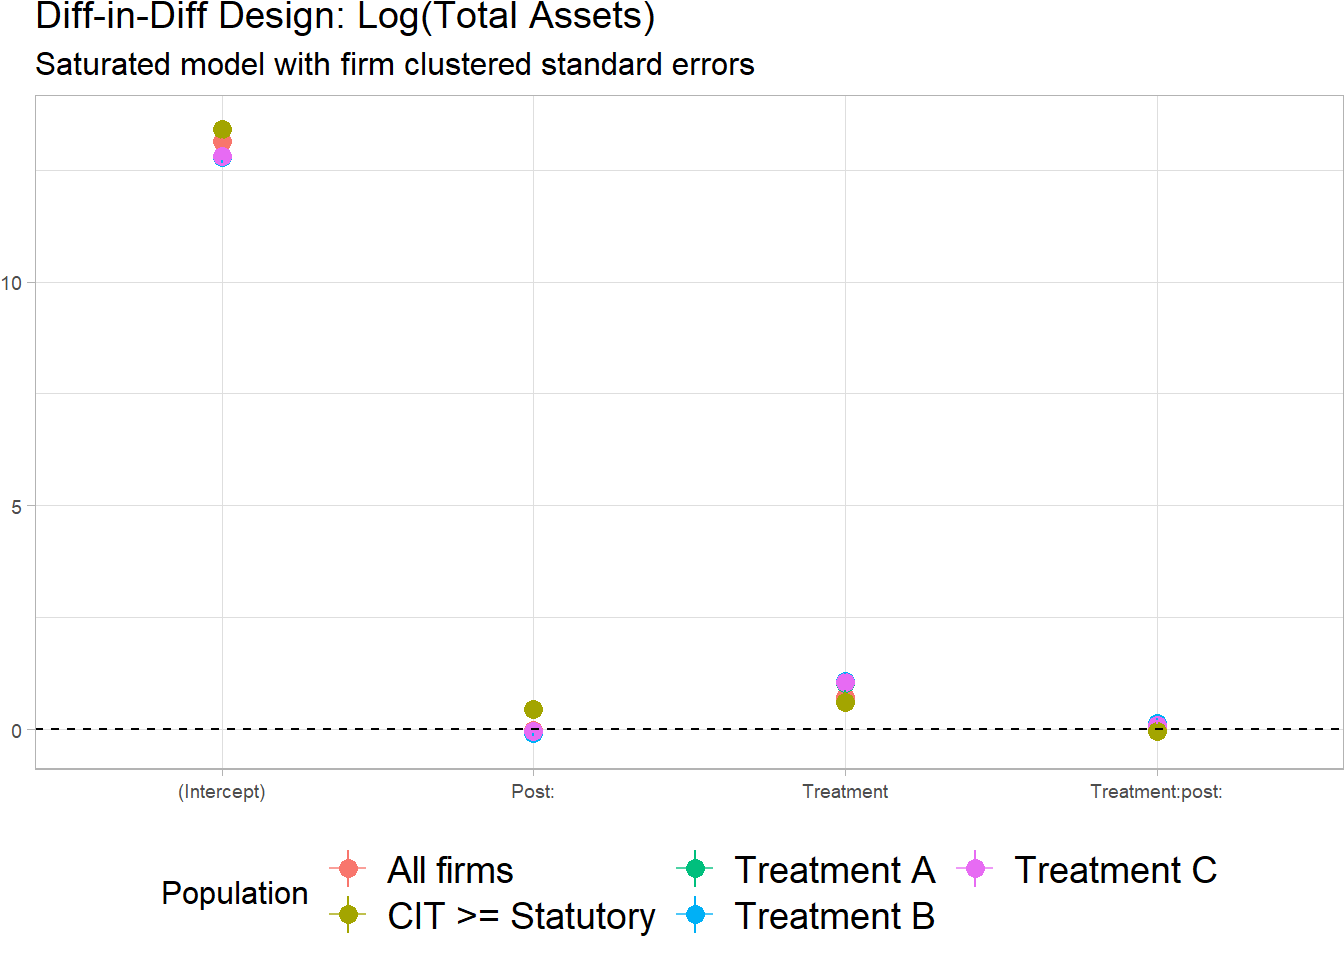 Diff-in-Diff Design: Log(Total Assets)
Saturated model with firm clustered standard errors
10
5
0
(Intercept) Post: Treatment Treatment:post:
Population
All firms Treatment A Treatment C
CIT >= Statutory Treatment B